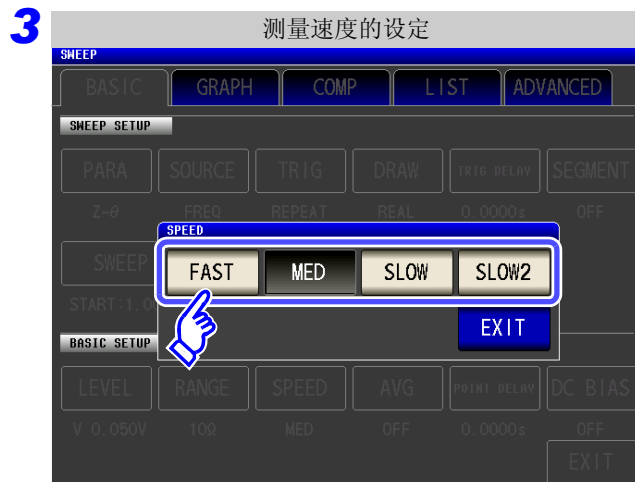 3
测量速度的设定
SWEEP
BASIC GRAPH COMP LIST ADVANCED
SWEEP SETUP
PARA SOURCE TRIG DRAW TRIG DELAY SEGMENT
Z-θ FREQ REPEAT REAL 0.0000s OFF
SPEED
SWEEP FAST MED SLOW SLOW2
START:1.0
EXIT
BASIC SETUP
LEVEL RANGE SPEED AVG POINT DELAY DC BIAS
V 0.050V 10Ω MED OFF 0.0000s OFF
EXIT